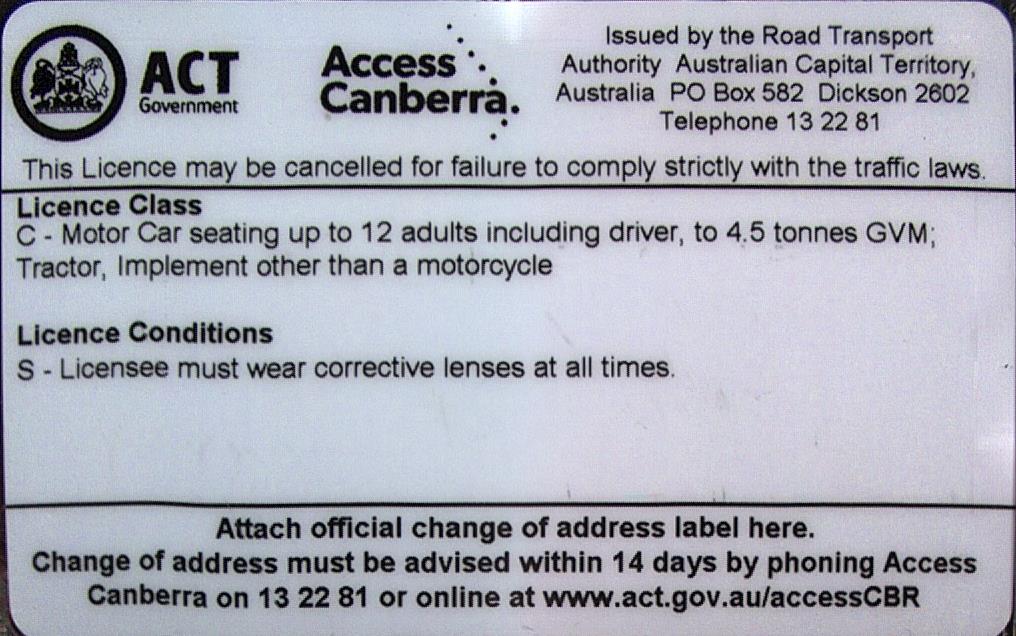 ACT
Government
Access
Canberra.
Issued by the Road Transport
Authority Australian Capital Territory,
Australia PO Box 582 Dickson 2602
Telephone 13 22 81
This Licence may be cancelled for failure to comply strictly with the traffic laws.
Licence Class
C - Motor Car seating up to 12 adults including driver, to 4.5 tonnes GVM;
Tractor, Implement other than a motorcycle
Licence Conditions
S - Licensee must wear corrective lenses at all times.
Attach official change of address label here.
Change of address must be advised within 14 days by phoning Access
Canberra on 13 22 81 or online at www.act.gov.au/accessCBR